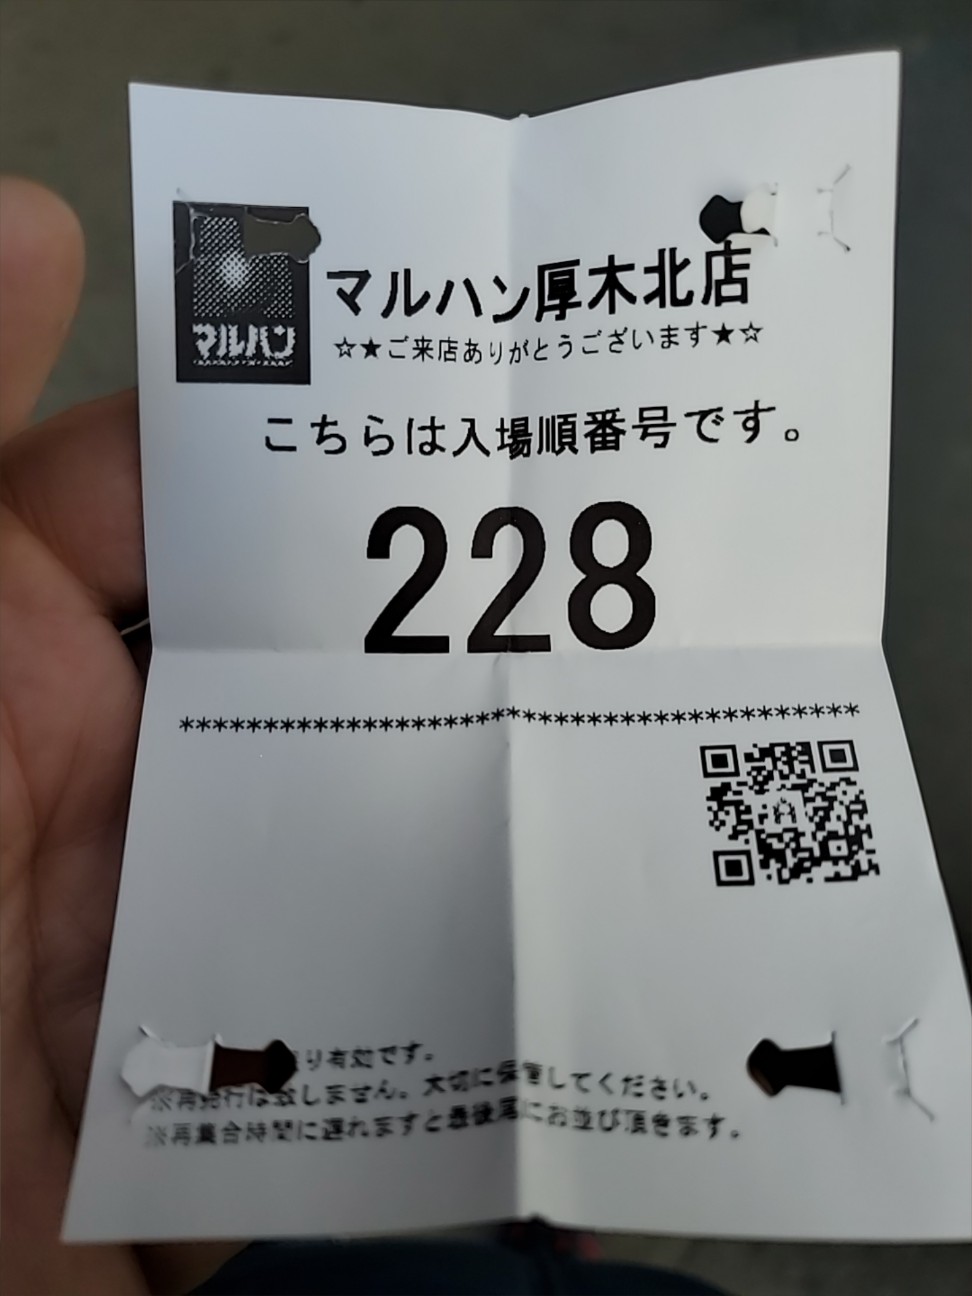 マルハン
マルハン厚木北店
☆★ご来店ありがとうございます★☆
こちらは入場順番号です。
228
****************************************
り有効です。
※再発行は致しません。大切に保管してください。
※再集合時間に遅れますと最後尾にお並び頂きます。